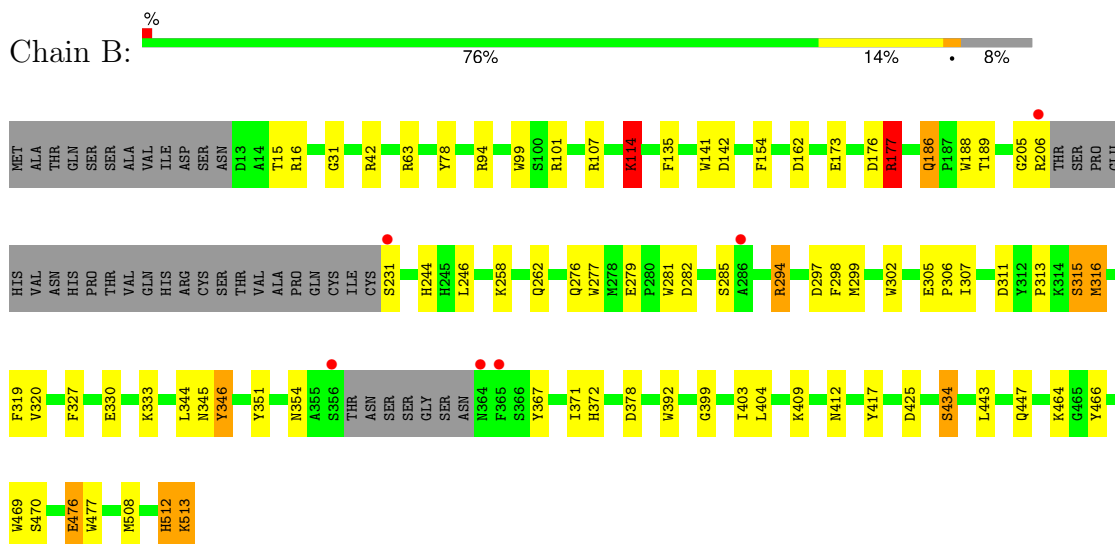 %
Chain B:
76% 14% • 8%
MET ALA THR GLN SER SER ALA VAL ILE ASP SER ASN D13 A14 T15 R16 G31 R42 R63 Y78 R94 W99 S100 R101 R107 K114 F135 W141 D142 F154 D162 E173 D176 R177 Q186 P187 W188 T189 G205 R206 THR SER PRO GLU
HIS VAL ASN HIS PRO THR VAL GLN HIS ARG CYS SER THR VAL ALA PRO GLN CYS ILE CYS S231 H244 H245 L246 K258 Q262 Q276 W277 M278 E279 P280 W281 D282 S285 A286 R294 D297 F298 M299 W302 E305 P306 I307 D311 Y312 P313 K314 S315 M316
F319 V320 F327 E330 K333 L344 N345 Y346 Y351 N354 A355 S356 THR ASN SER SER GLY SER ASN N364 F365 S366 Y367 I371 H372 D378 W392 G399 I403 L404 K409 N412 Y417 D425 S434 L443 Q447 K464 G465 Y466
W469 S470 E476 W477 M508 H512 K513